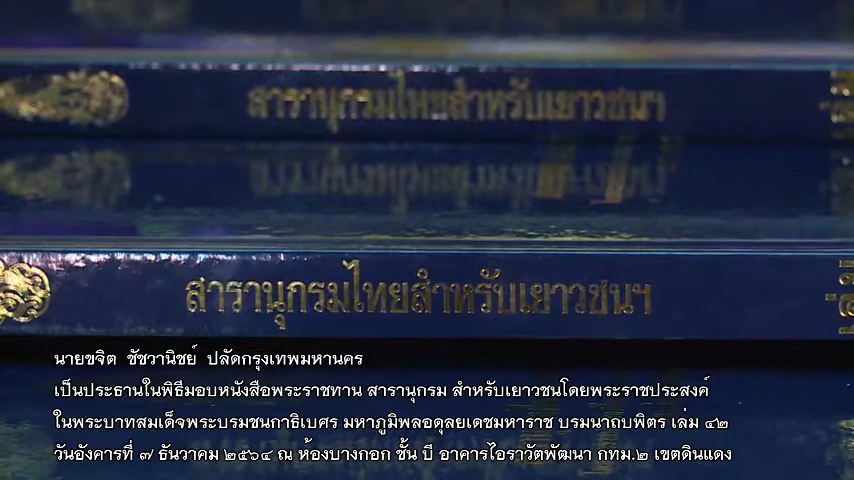 สารานุกรมไทยสำหรับเยาวชนฯ
สารานุกรมไทยสำหรับเยาวชนฯ
นายขจิต ชัชวานิชย์ ปลัดกรุงเทพมหานคร
เป็นประธานในพิธีมอบหนังสือพระราชทาน สารานุกรม สำหรับเยาวชนโดยพระราชประสงค์
ในพระบาทสมเด็จพระบรมชนกาธิเบศร มหาภูมิพลอดุลยเดชมหาราช บรมนาถบพิตร เล่ม ๔๒
วันอังคารที่ ๗ ธันวาคม ๒๕๖๔ ณ ห้องบางกอก ชั้น บี อาคารไอราวัตพัฒนา กทม.๒ เขตดินแดง